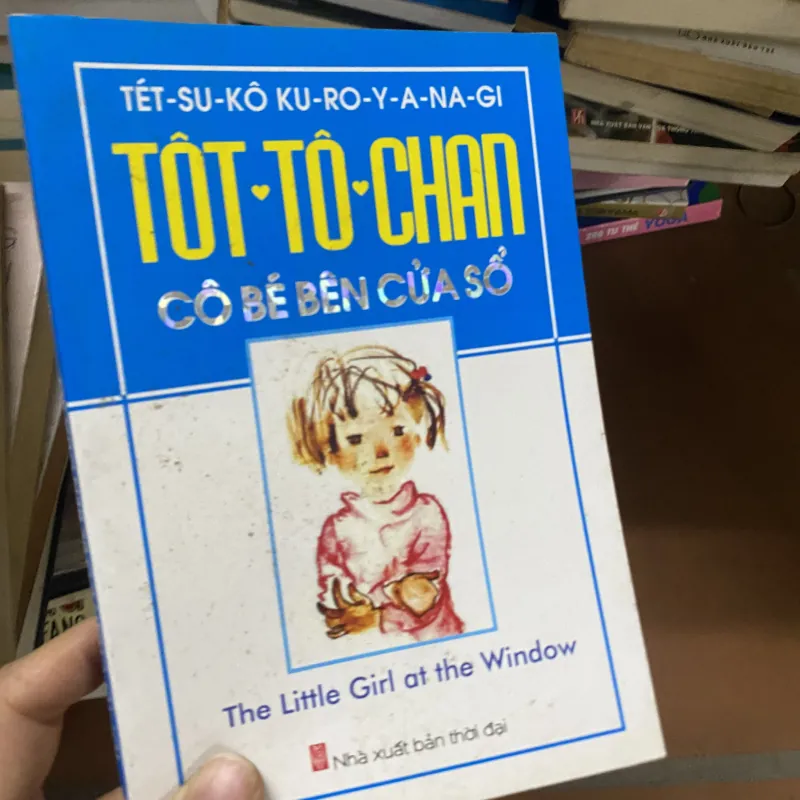 TÉT-SU-KÔ KU-RO-Y-A-NA-GI
TÔT♥TÔ♥CHAN
CÔ BÉ BÊN CỬA SỔ
The Little Girl at the Window
Nhà xuất bản thời đại